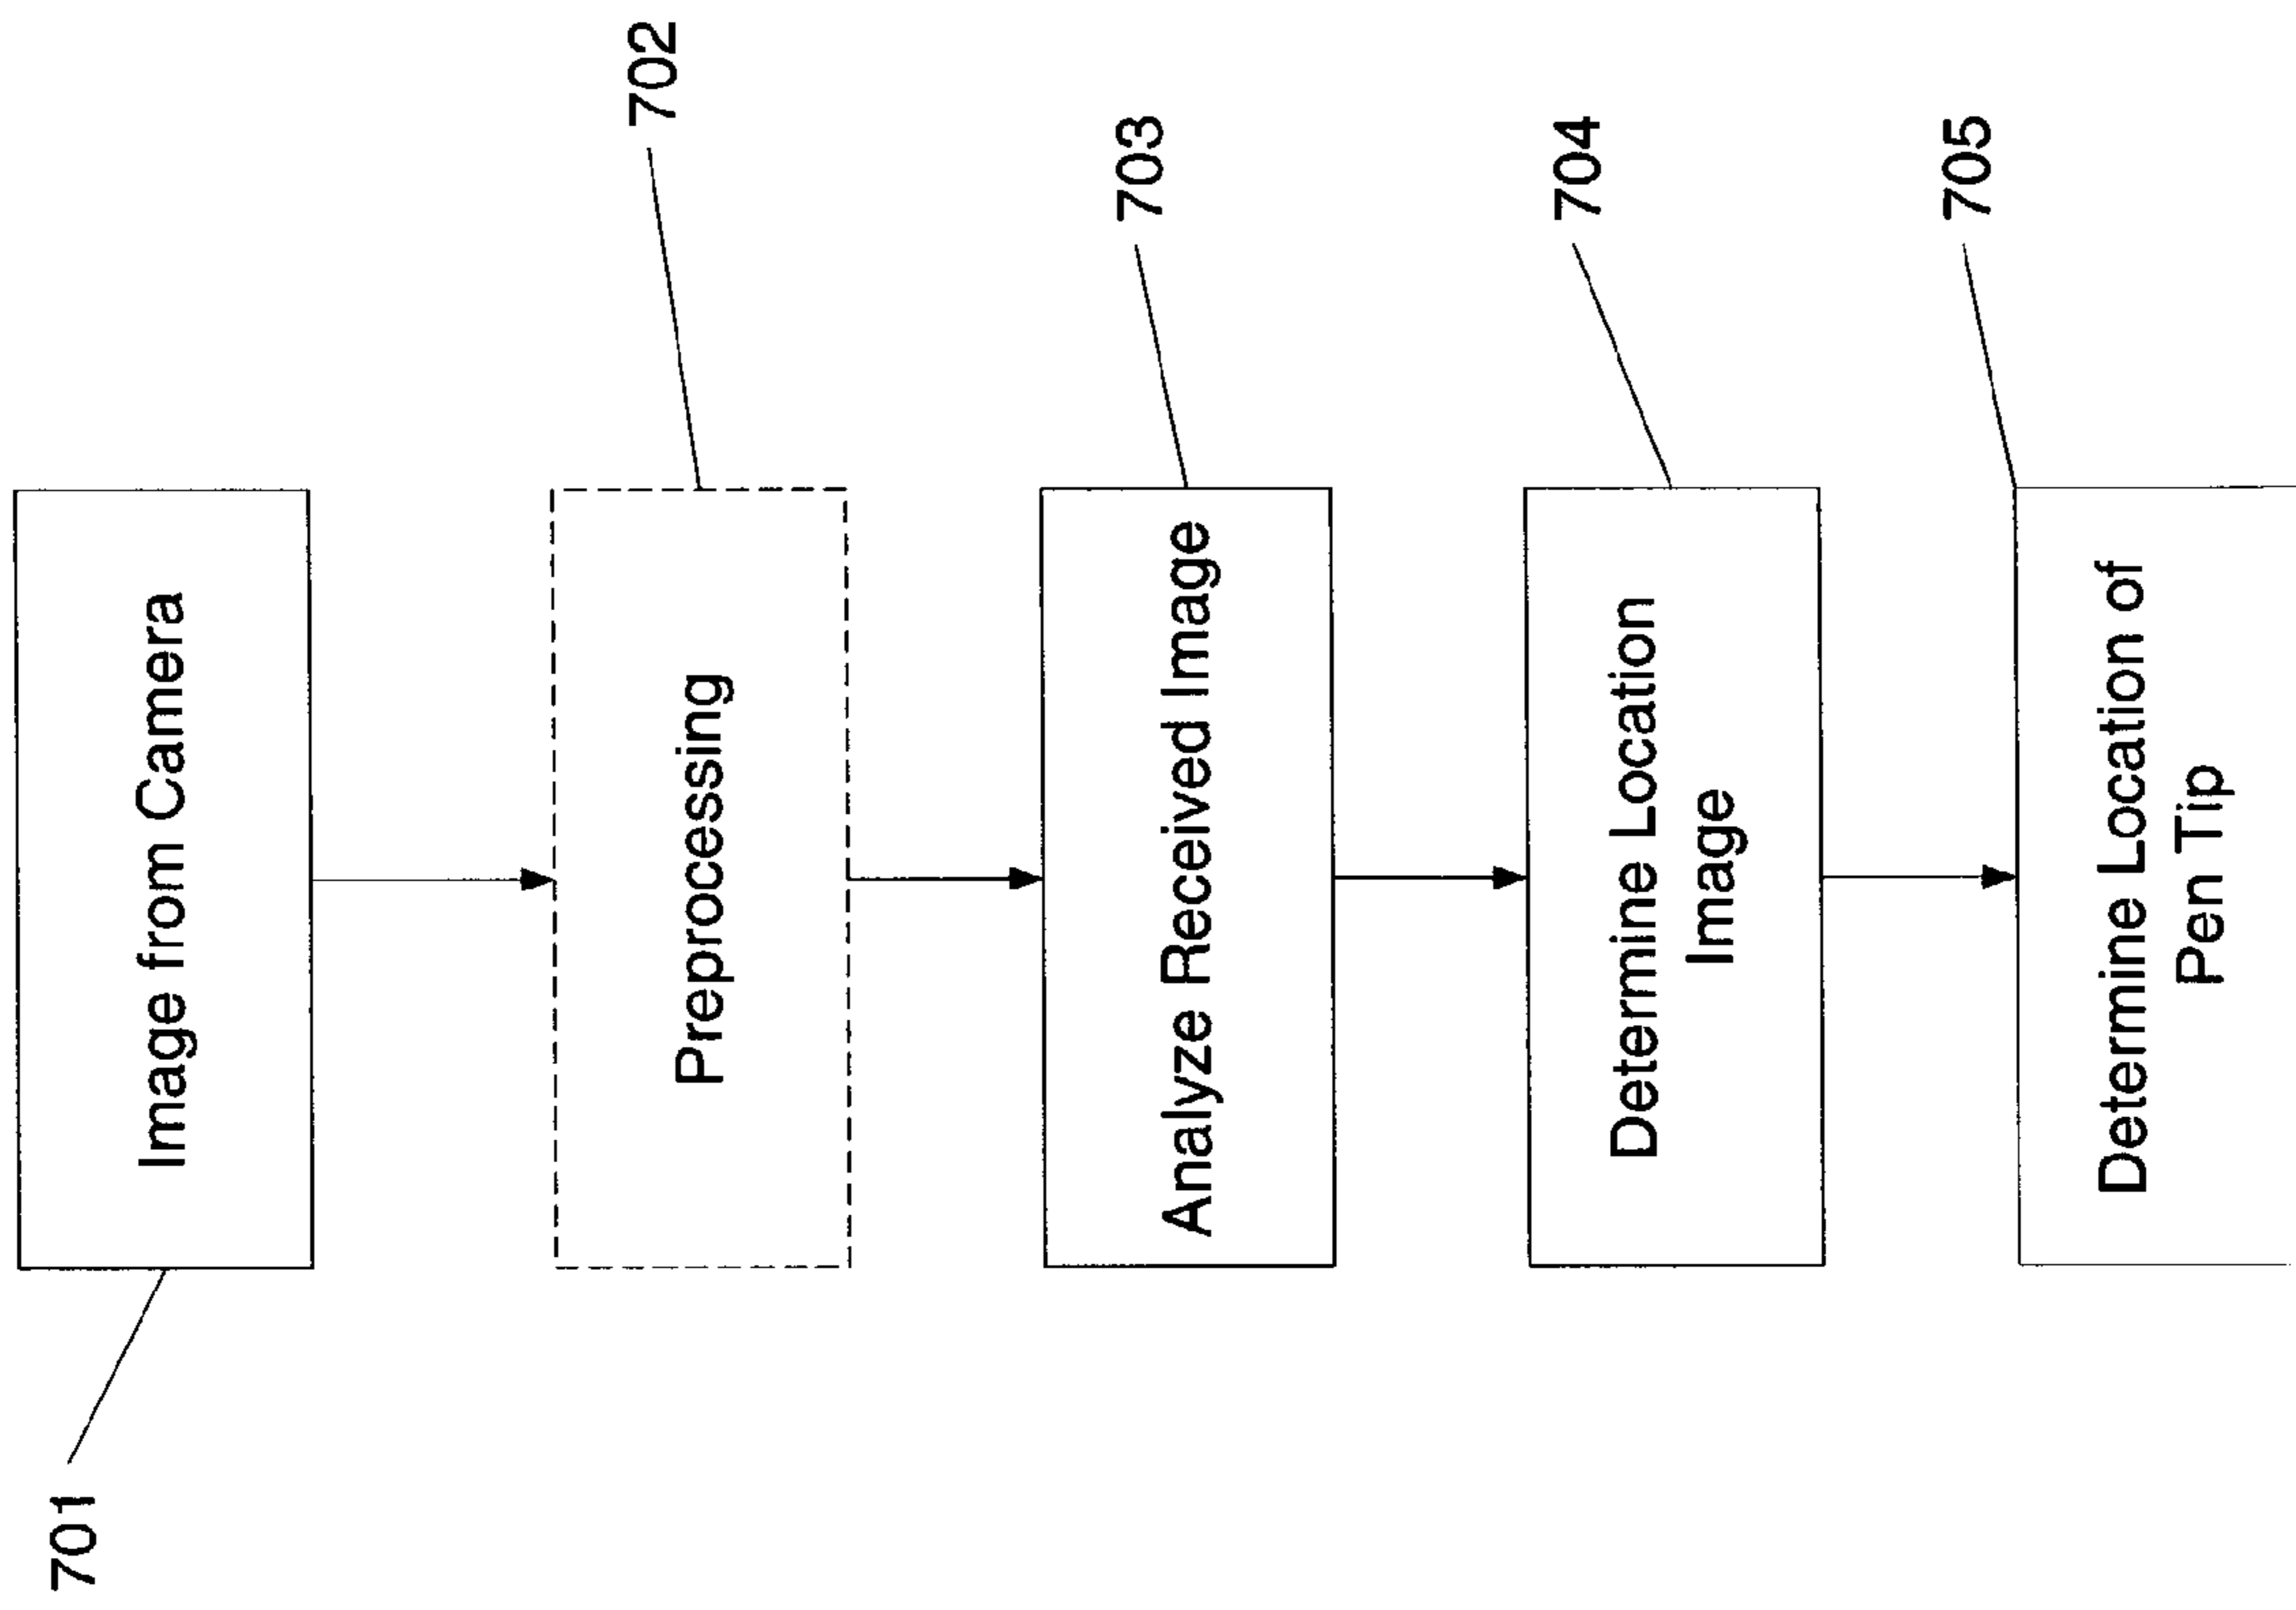 701
Image from Camera
702
Preprocessing
703
Analyze Received Image
704
Determine Location
Image
705
Determine Location of
Pen Tip